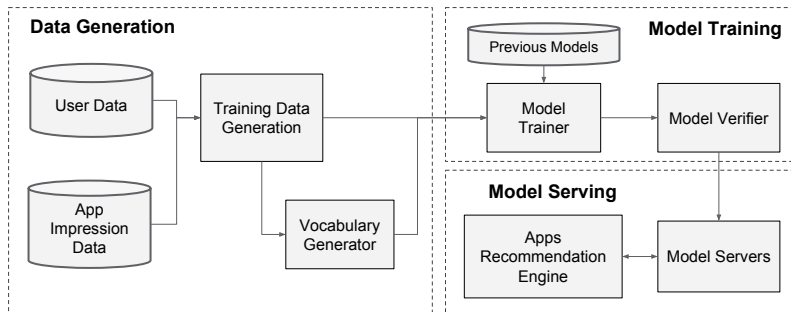 Data Generation
User Data
App
Impression
Data
Training Data
Generation
Vocabulary
Generator
Model Training
Previous Models
Model
Trainer
Model Verifier
Model Serving
Apps
Recommendation
Engine
Model Servers